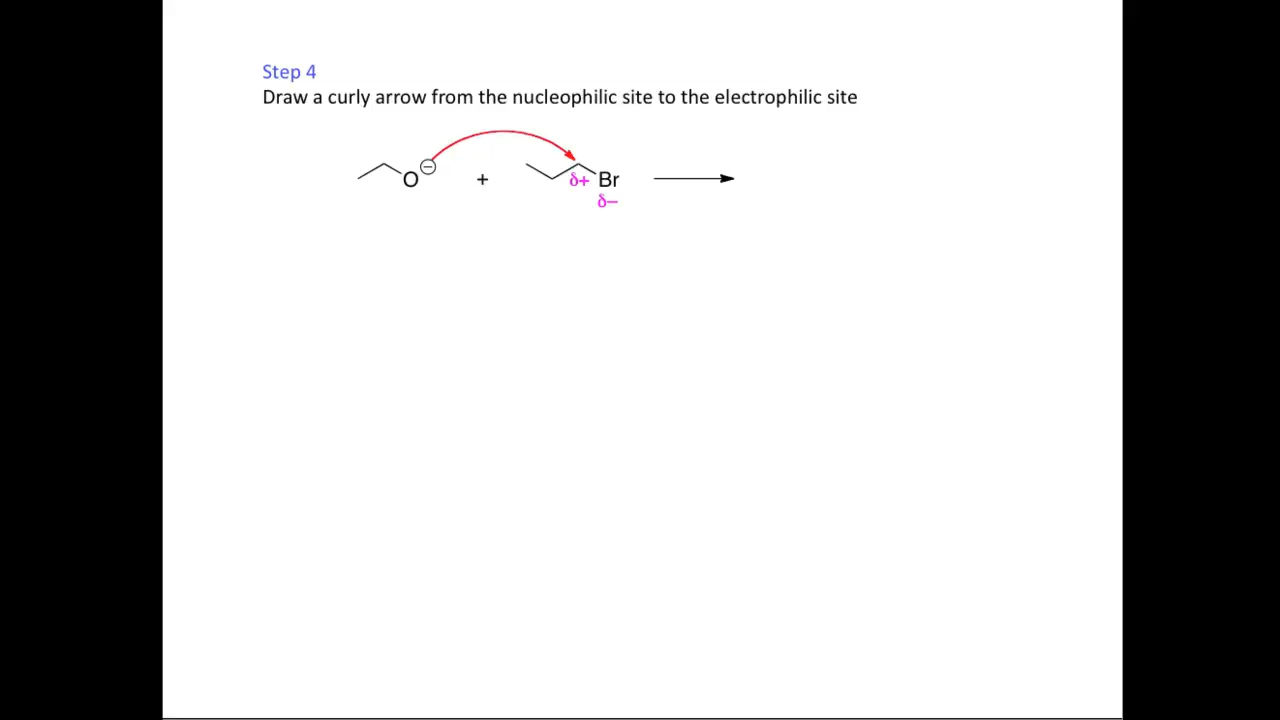 Step 4
Draw a curly arrow from the nucleophilic site to the electrophilic site
O ⊖ + δ+ Br
δ−